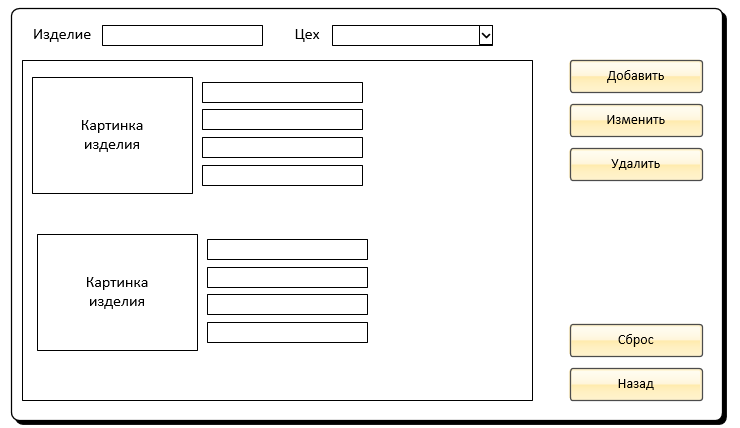 Изделие
Цех
Добавить
Картинка
изделия
Изменить
Удалить
Картинка
изделия
Сброс
Назад